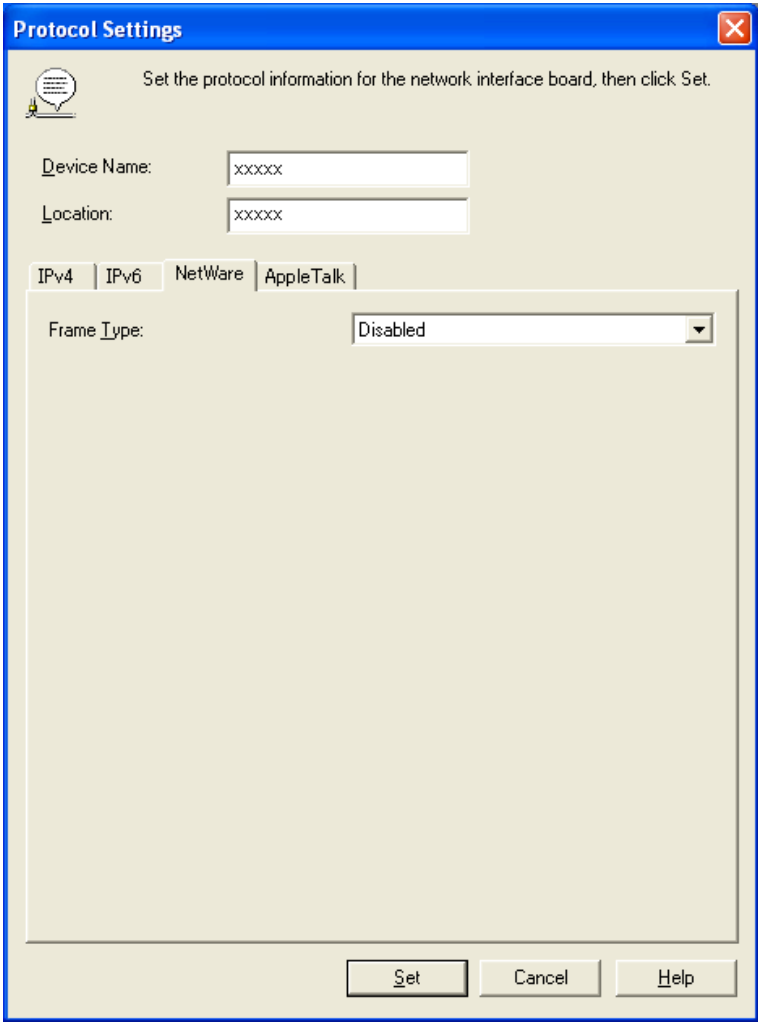 Protocol Settings
Set the protocol information for the network interface board, then click Set.
Device Name: xxxxx
Location: xxxxx
IPv4 IPv6 NetWare AppleTalk
Frame Type: Disabled
Set Cancel Help